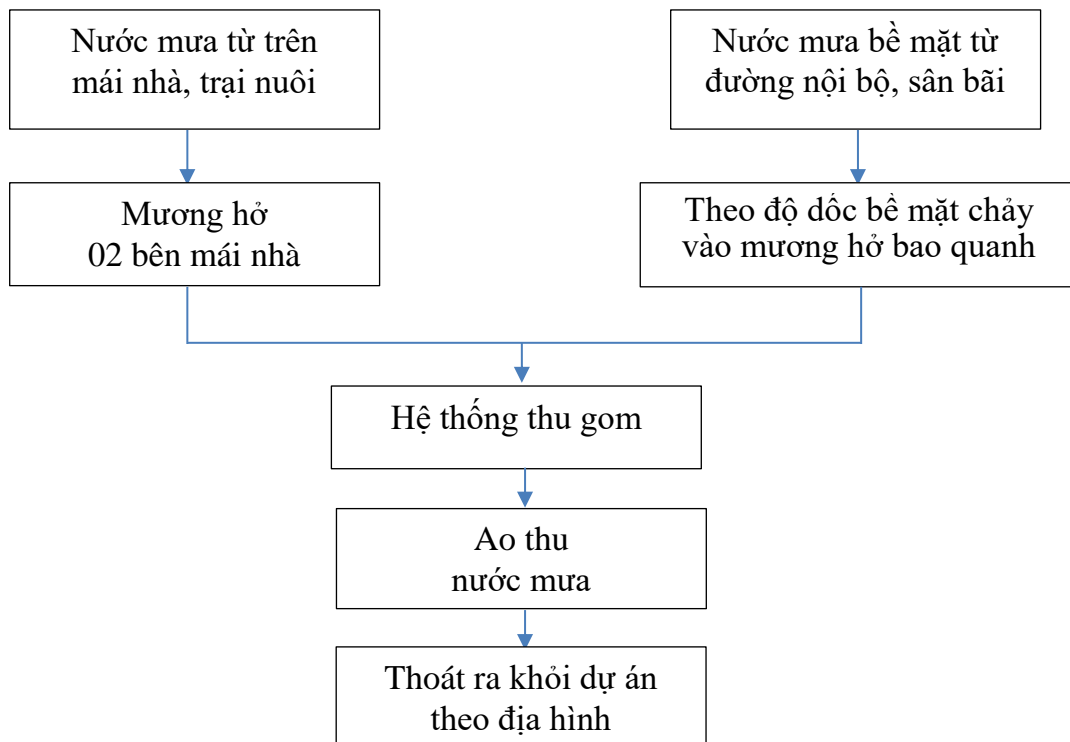 Nước mưa từ trên
mái nhà, trại nuôi
Nước mưa bề mặt từ
đường nội bộ, sân bãi
Mương hở
02 bên mái nhà
Theo độ dốc bề mặt chảy
vào mương hở bao quanh
Hệ thống thu gom
Ao thu
nước mưa
Thoát ra khỏi dự án
theo địa hình